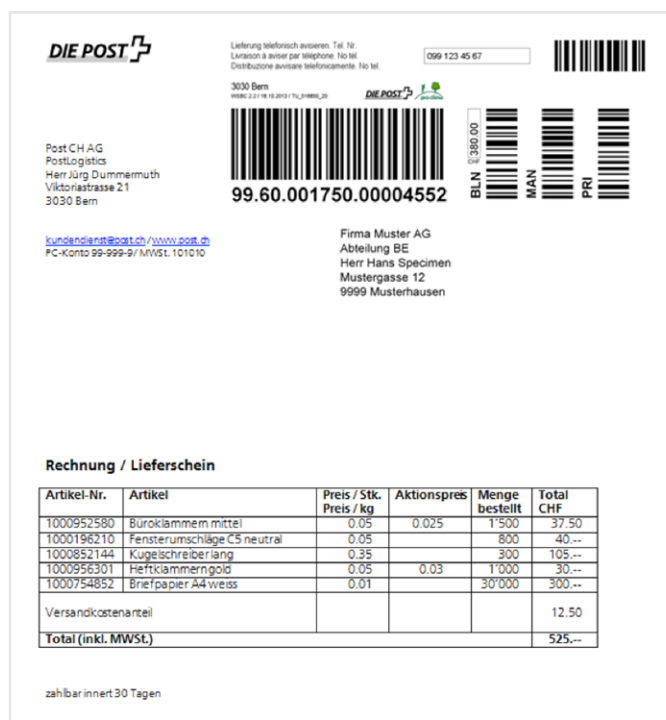 DIE POST
Lieferung telefonisch avisieren. Tel. Nr.
Livraison à aviser par téléphone. No tel.
Distribuzione avvisare telefonicamente. No tel.
099 123 45 67
3030 Bern
DIE POST
pro clima
99.60.001750.00004552
BLN
CHF 380.00
MAN
PRI
Post CH AG
PostLogistics
Herr Jürg Dummermuth
Viktoriastrasse 21
3030 Bern
kundendienst@post.ch / www.post.ch
PC-Konto 99-999-9/ MWSt. 101010
Firma Muster AG
Abteilung BE
Herr Hans Specimen
Mustergasse 12
9999 Musterhausen
Rechnung / Lieferschein
Artikel-Nr. Artikel Preis / Stk. Aktionspreis Menge Total
Preis / kg bestellt CHF
1000952580 Büroklammern mittel 0.05 0.025 1'500 37.50
1000196210 Fensterumschläge C5 neutral 0.05 800 40.--
1000852144 Kugelschreiber lang 0.35 300 105.--
1000956301 Heftklammern gold 0.05 0.03 1'000 30.--
1000754852 Briefpapier A4 weiss 0.01 30'000 300.--
Versandkostenanteil 12.50
Total (inkl. MWSt.) 525.--
zahlbar innert 30 Tagen